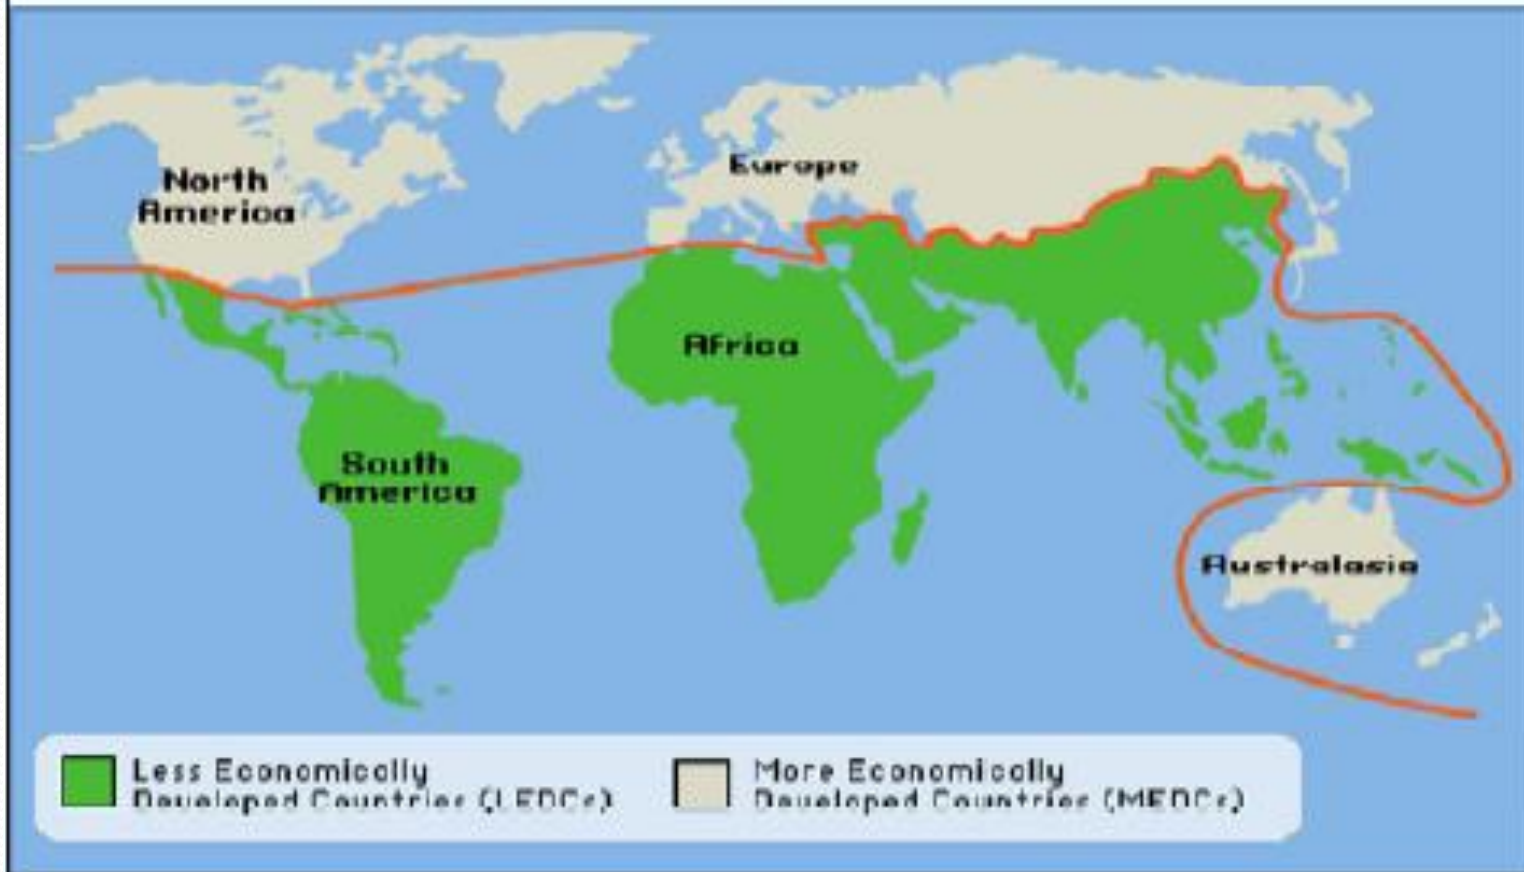 North
America
Europe
Africa
South
America
Australasia
Less Economically
Developed Countries (LEDCs)
More Economically
Developed Countries (MEDCs)